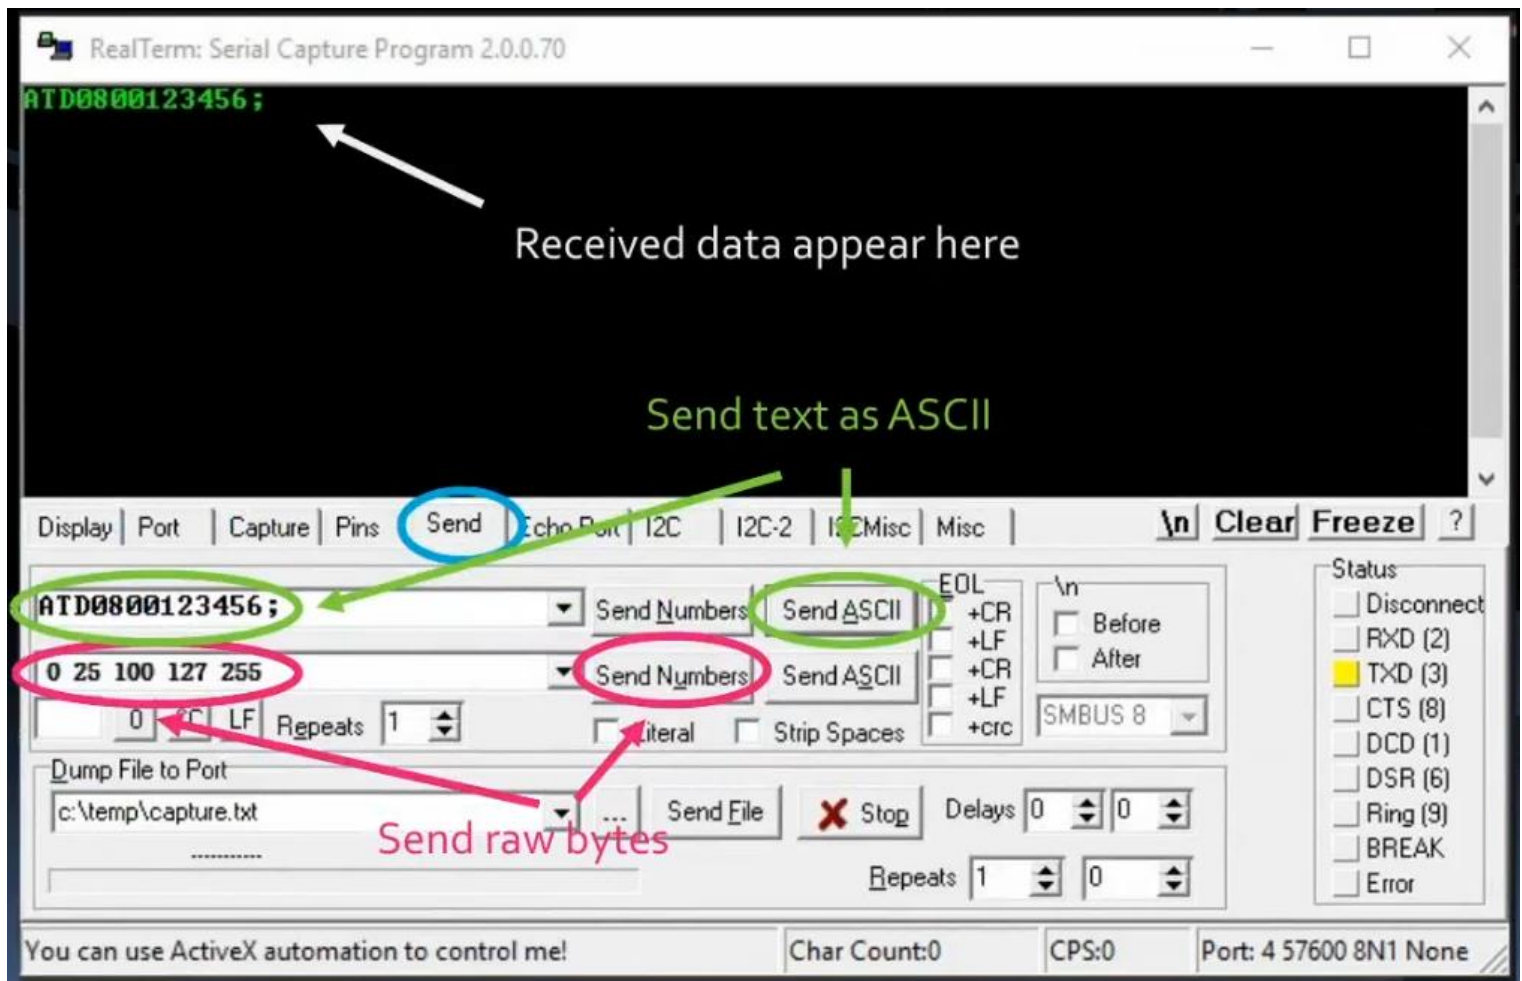 RealTerm: Serial Capture Program 2.0.0.70
ATD0800123456;
Received data appear here
Send text as ASCII
Display Port Capture Pins Send Echo Port I2C I2C-2 I2CMisc Misc \n Clear Freeze ?
ATD0800123456;
Send Numbers Send ASCII
0 25 100 127 255
Send Numbers Send ASCII
0 ^C LF Repeats 1
Literal Strip Spaces
EOL
+CR
+LF
+CR
+LF
+crc
\n
Before
After
SMBUS 8
Dump File to Port
c:\temp\capture.txt ... Send File Stop Delays 0 0
Send raw bytes
Repeats 1 0
Status
Disconnect
RXD (2)
TXD (3)
CTS (8)
DCD (1)
DSR (6)
Ring (9)
BREAK
Error
You can use ActiveX automation to control me! Char Count:0 CPS:0 Port: 4 57600 8N1 None